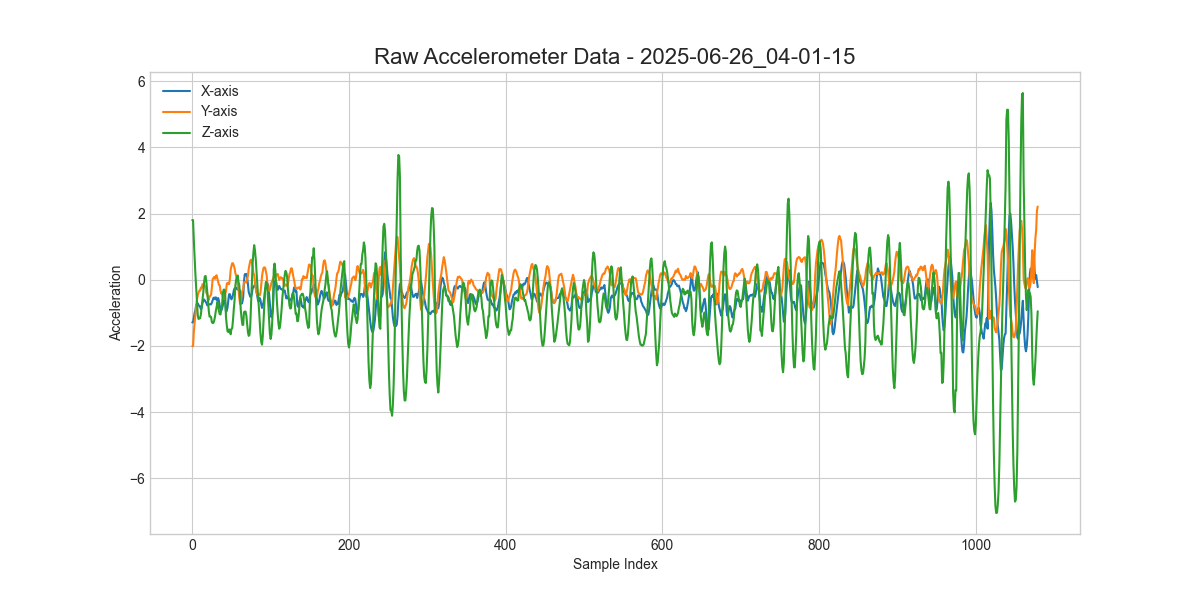 Raw Accelerometer Data - 2025-06-26_04-01-15
X-axis
Y-axis
Z-axis
6
4
2
0
−2
−4
−6
Acceleration
0 200 400 600 800 1000
Sample Index